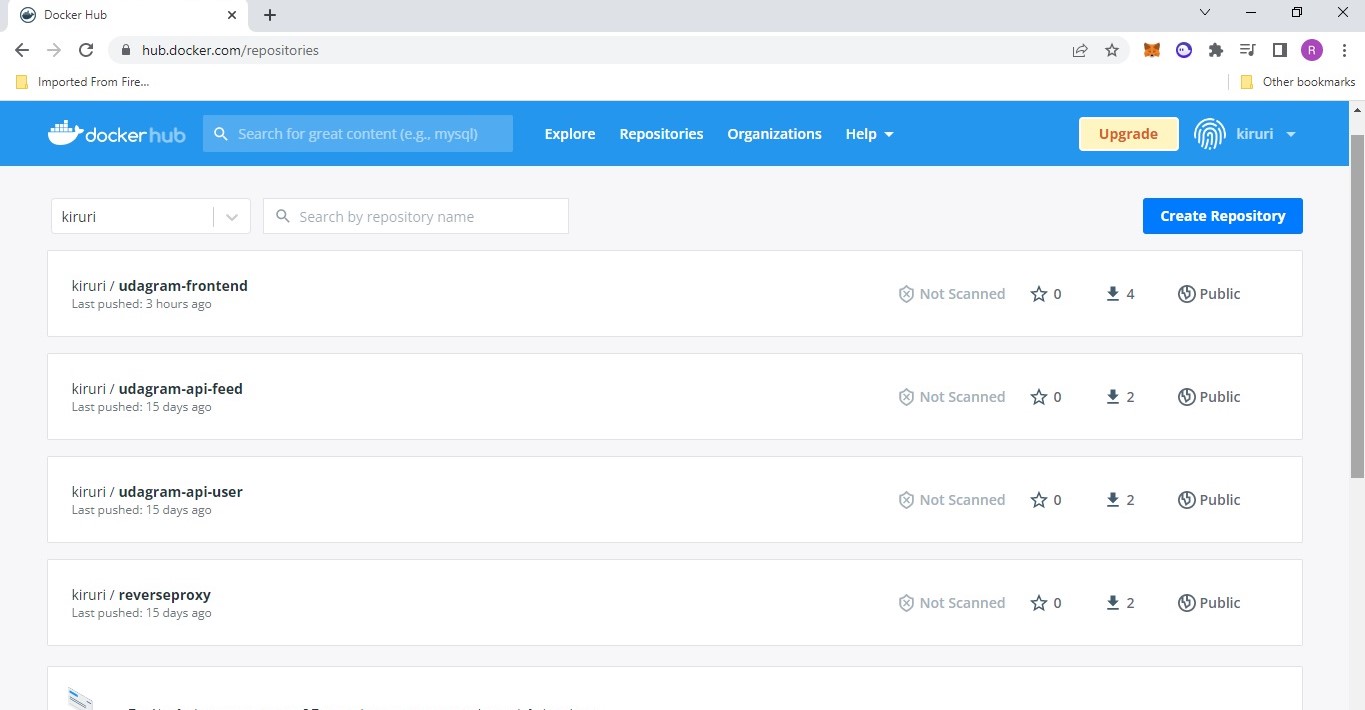 Docker Hub
hub.docker.com/repositories
R
Imported From Fire...
Other bookmarks
dockerhub
Search for great content (e.g., mysql)
Explore
Repositories
Organizations
Help
Upgrade
kiruri
kiruri
Search by repository name
Create Repository
kiruri / udagram-frontend
Last pushed: 3 hours ago
Not Scanned
0
4
Public
kiruri / udagram-api-feed
Last pushed: 15 days ago
Not Scanned
0
2
Public
kiruri / udagram-api-user
Last pushed: 15 days ago
Not Scanned
0
2
Public
kiruri / reverseproxy
Last pushed: 15 days ago
Not Scanned
0
2
Public